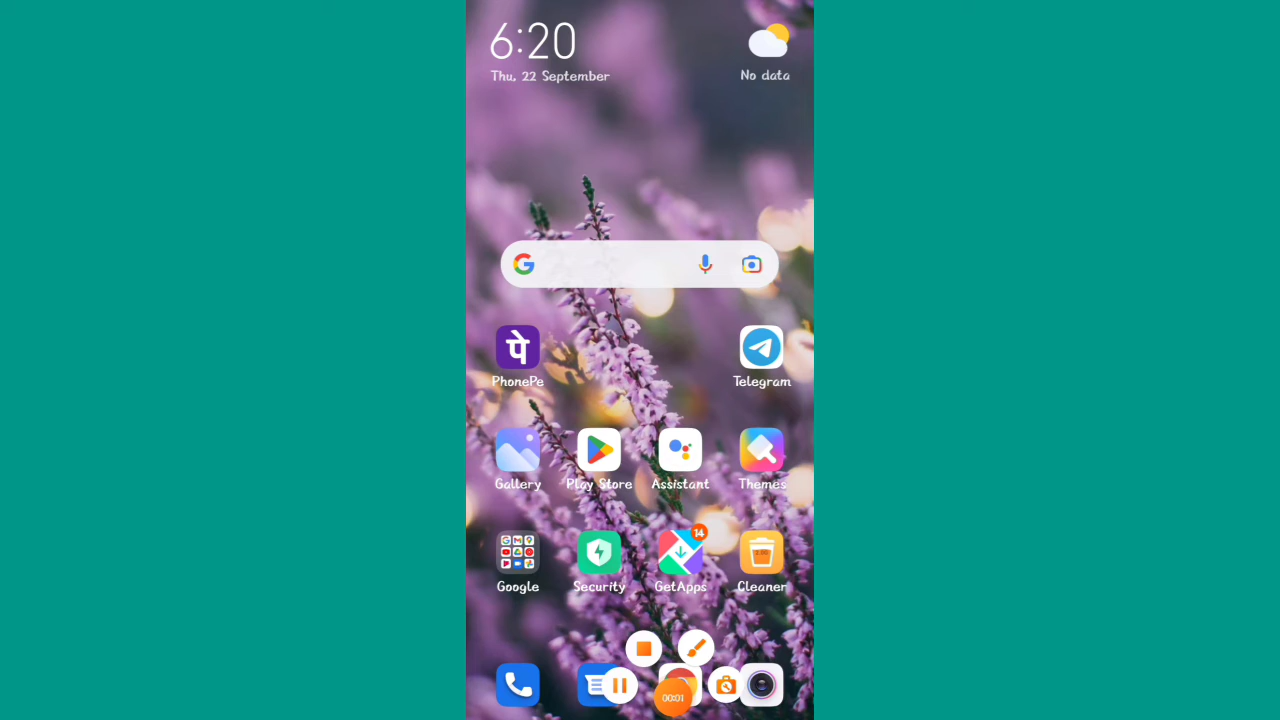 6:20
Thu, 22 September
No data
पे
PhonePe
Telegram
Gallery
Play Store
Assistant
Themes
14
Google
Security
GetApps
Cleaner
00:01